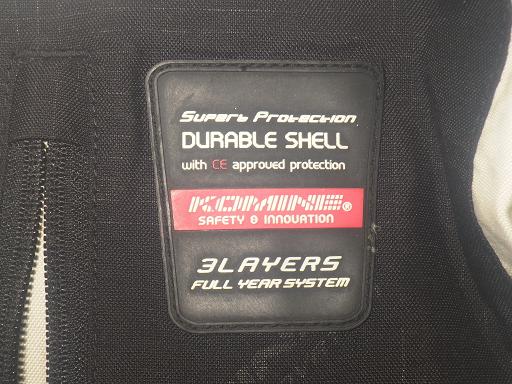 Superb Protection
DURABLE SHELL
with CE approved protection
KOMINE®
SAFETY & INNOVATION
3LAYERS
FULL YEAR SYSTEM